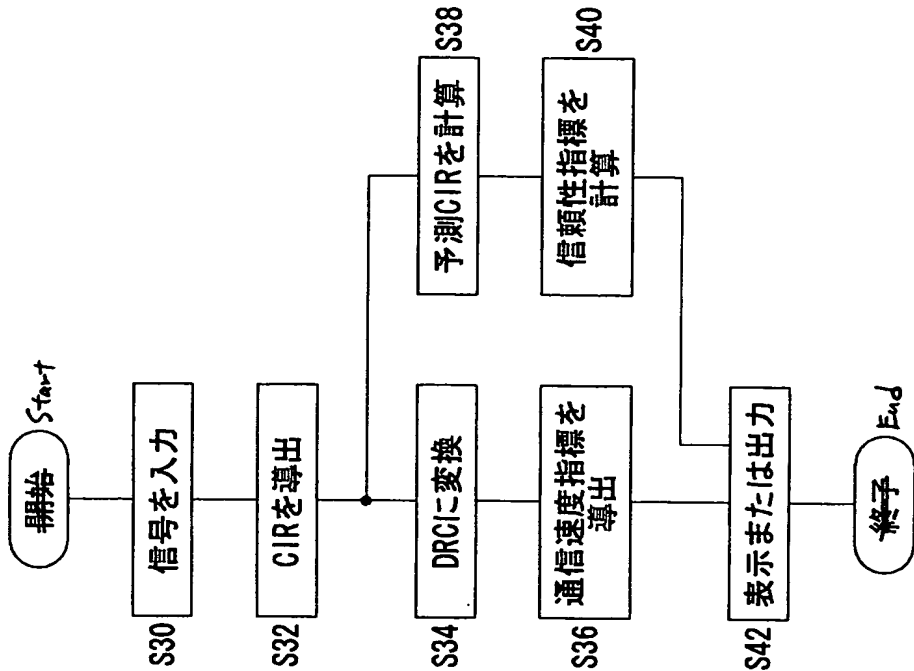 開始
Start
S30
信号を入力
S32
CIRを導出
S34
DRCに変換
S38
予測CIRを計算
S36
通信速度指標を
導出
S40
信頼性指標を
計算
S42
表示または出力
終了
End